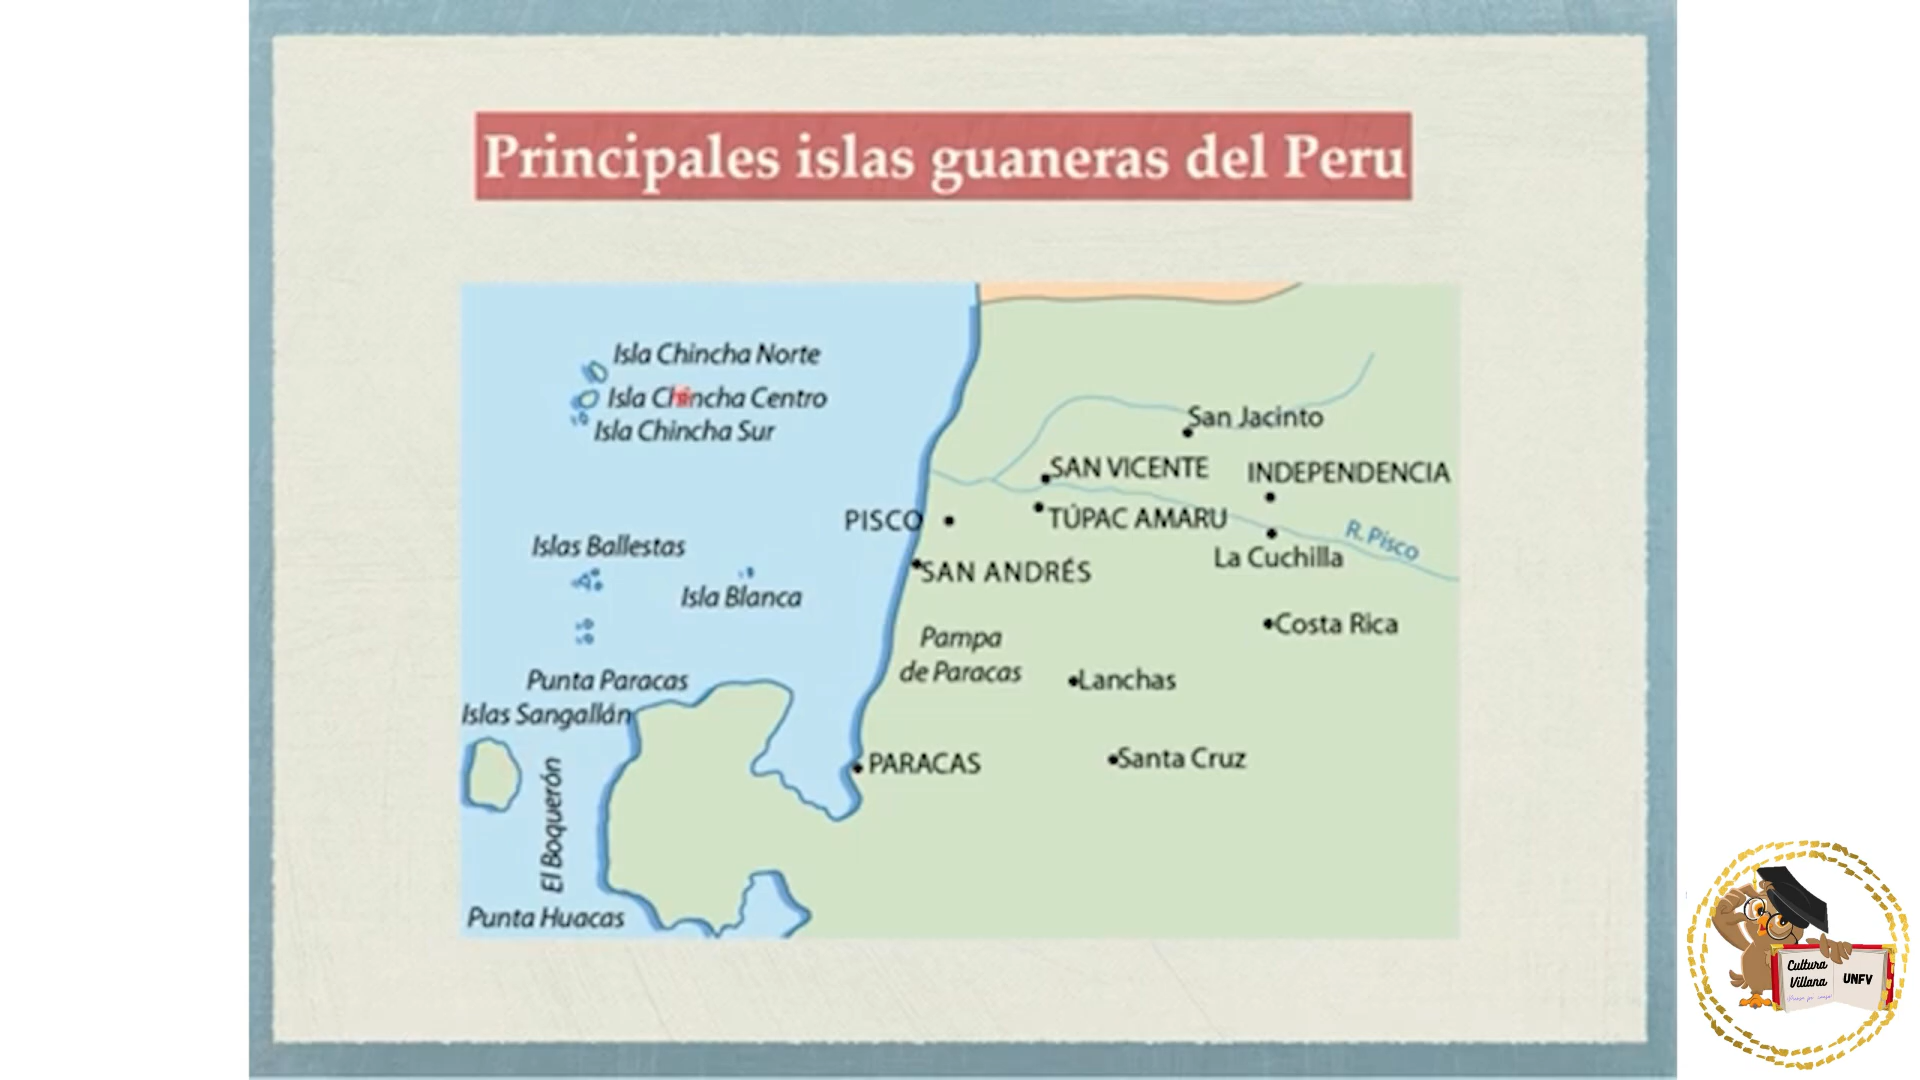 Principales islas guaneras del Peru
Isla Chincha Norte
Isla Chincha Centro
Isla Chincha Sur
San Jacinto
SAN VICENTE
INDEPENDENCIA
PISCO
TÚPAC AMARU
R. Pisco
La Cuchilla
Islas Ballestas
SAN ANDRÉS
Isla Blanca
Costa Rica
Pampa
de Paracas
Lanchas
Punta Paracas
Islas Sangallán
PARACAS
Santa Cruz
El Boquerón
Punta Huacas
Cultura
Villana
UNFV